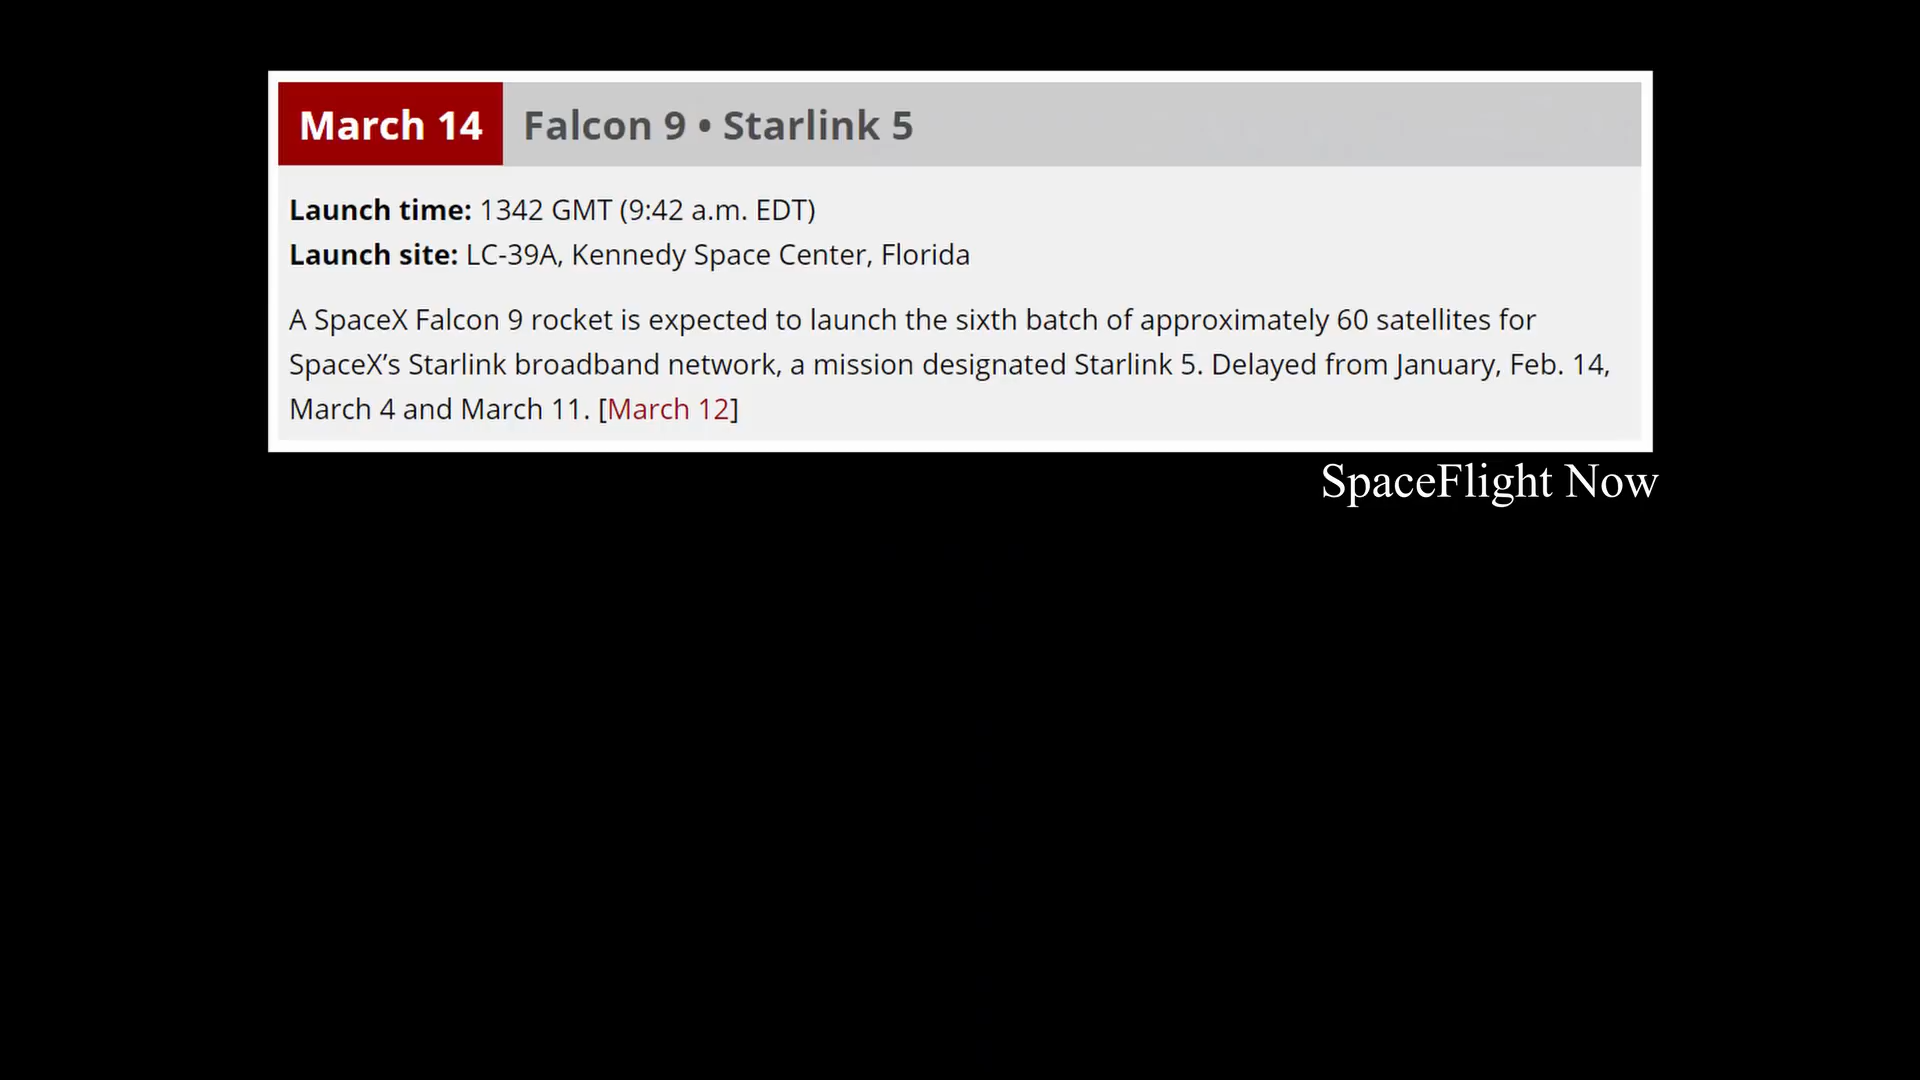 March 14 Falcon 9 • Starlink 5
Launch time: 1342 GMT (9:42 a.m. EDT)
Launch site: LC-39A, Kennedy Space Center, Florida
A SpaceX Falcon 9 rocket is expected to launch the sixth batch of approximately 60 satellites for
SpaceX’s Starlink broadband network, a mission designated Starlink 5. Delayed from January, Feb. 14,
March 4 and March 11. [March 12]
SpaceFlight Now